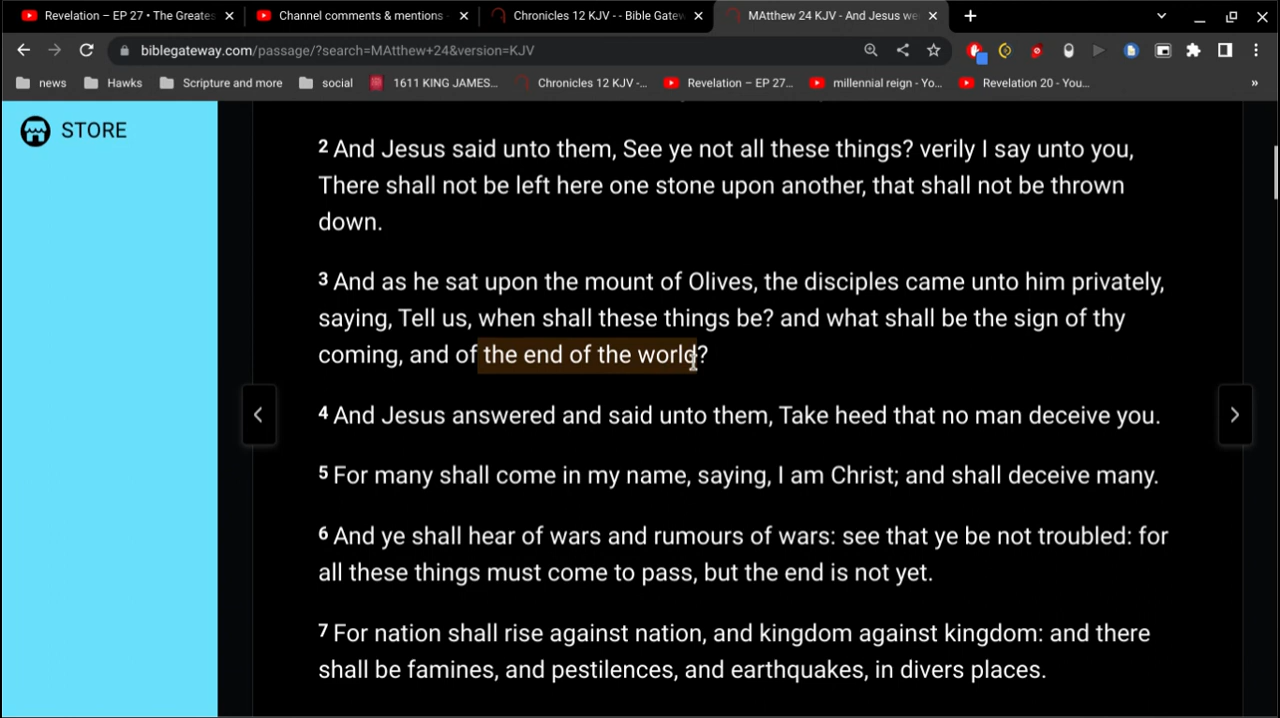 Revelation – EP 27 • The Greates
Channel comments & mentions -
Chronicles 12 KJV - - Bible Gatew
MAtthew 24 KJV - And Jesus we
biblegateway.com/passage/?search=MAtthew+24&version=KJV
news
Hawks
Scripture and more
social
1611 KING JAMES...
Chronicles 12 KJV -...
Revelation – EP 27...
millennial reign - Yo...
Revelation 20 - You...
STORE
2 And Jesus said unto them, See ye not all these things? verily I say unto you,
There shall not be left here one stone upon another, that shall not be thrown
down.
3 And as he sat upon the mount of Olives, the disciples came unto him privately,
saying, Tell us, when shall these things be? and what shall be the sign of thy
coming, and of the end of the world?
4 And Jesus answered and said unto them, Take heed that no man deceive you.
5 For many shall come in my name, saying, I am Christ; and shall deceive many.
6 And ye shall hear of wars and rumours of wars: see that ye be not troubled: for
all these things must come to pass, but the end is not yet.
7 For nation shall rise against nation, and kingdom against kingdom: and there
shall be famines, and pestilences, and earthquakes, in divers places.